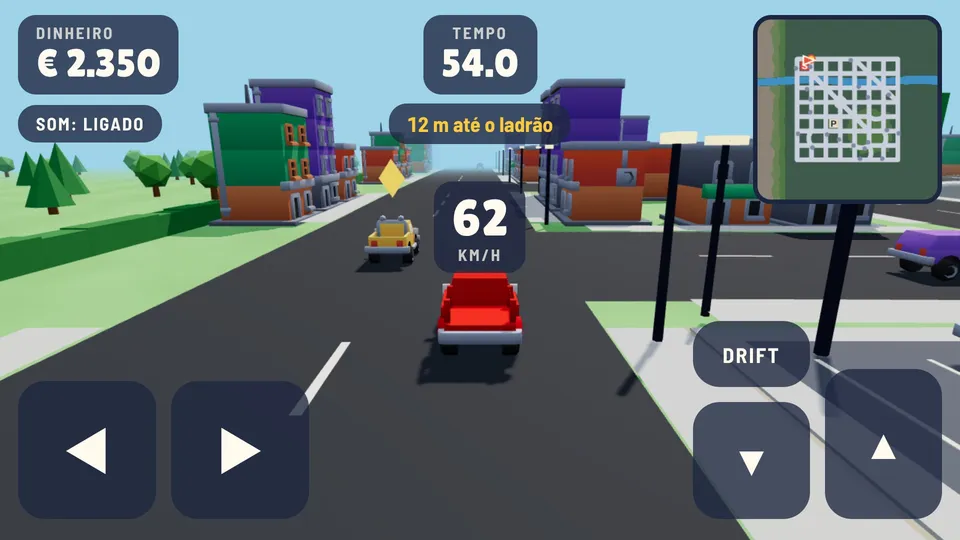 DINHEIRO
€ 2.350
SOM: LIGADO
TEMPO
54.0
12 m até o ladrão
62
KM/H
P
DRIFT